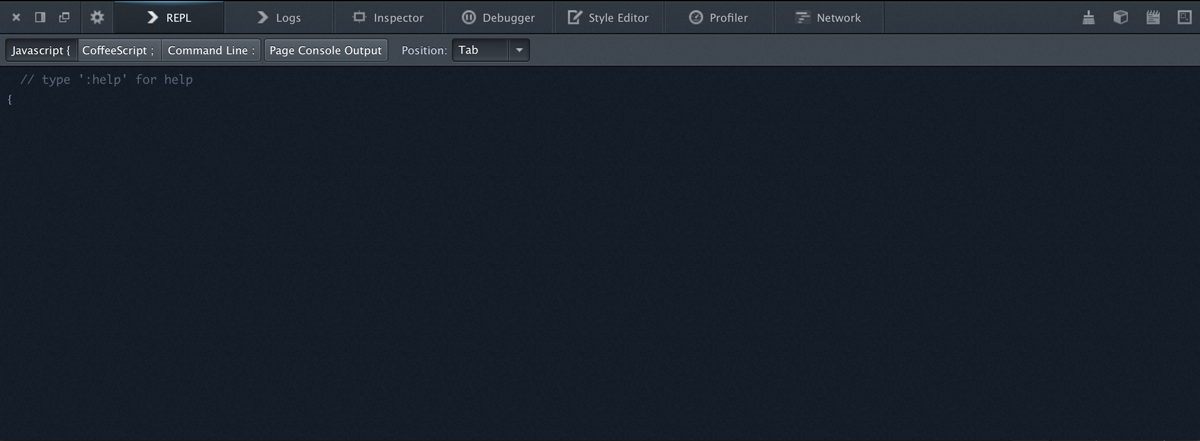 REPL Logs Inspector Debugger Style Editor Profiler Network
Javascript { CoffeeScript ; Command Line : Page Console Output Position: Tab
// type ':help' for help
{